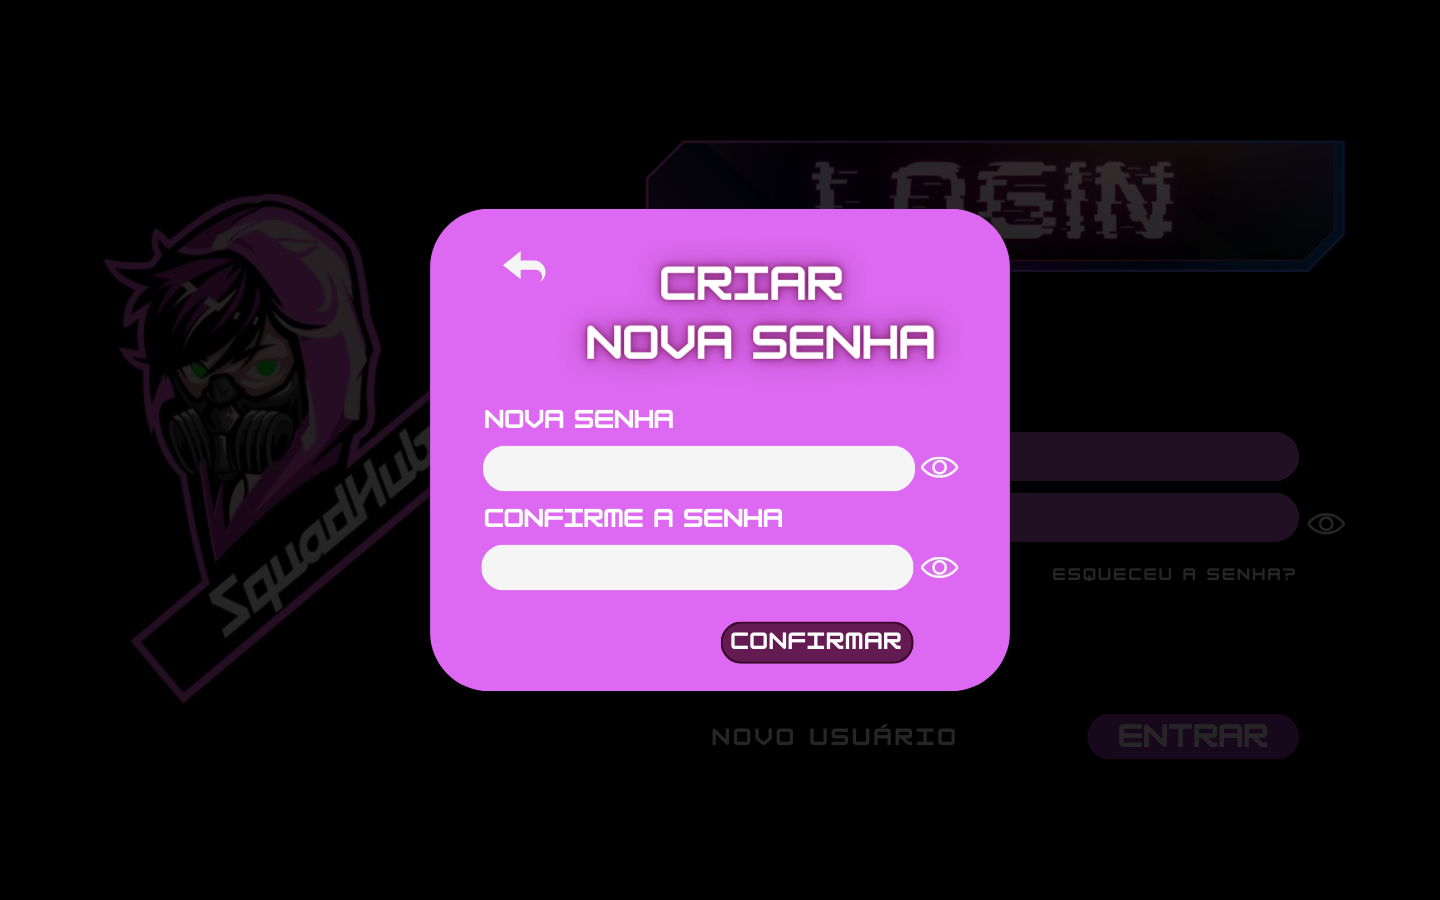 LOGIN
CRIAR
NOVA SENHA
NOVA SENHA
CONFIRME A SENHA
CONFIRMAR
SquadHub
ESQUECEU A SENHA?
NOVO USUÁRIO
ENTRAR